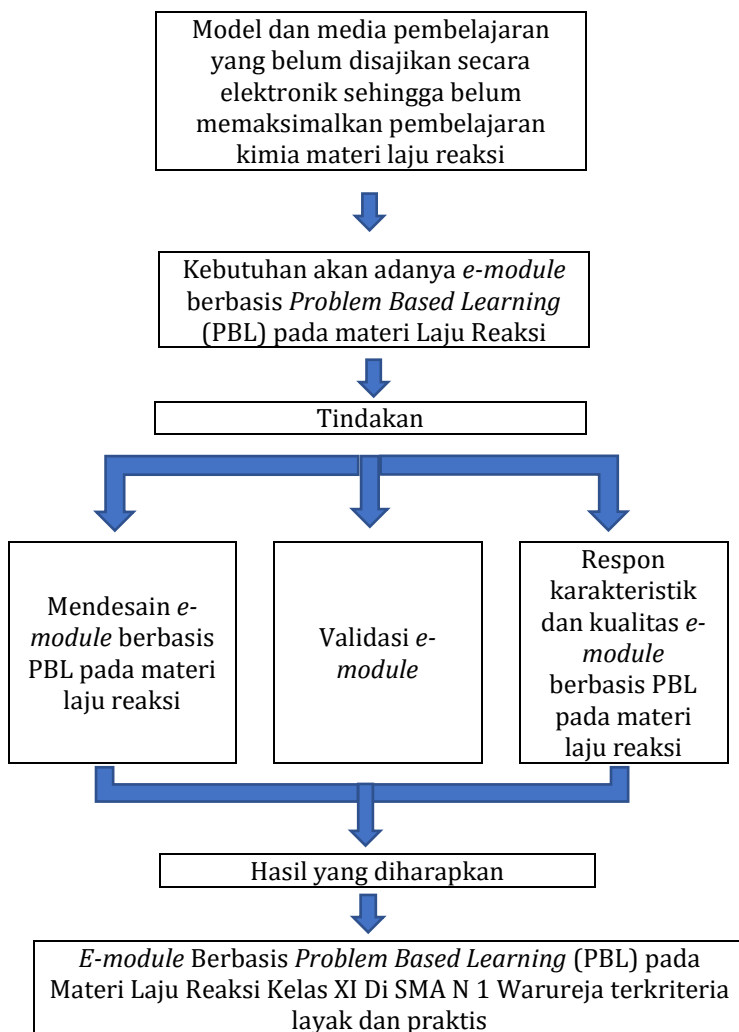 Model dan media pembelajaran
yang belum disajikan secara
elektronik sehingga belum
memaksimalkan pembelajaran
kimia materi laju reaksi
Kebutuhan akan adanya e-module
berbasis Problem Based Learning
(PBL) pada materi Laju Reaksi
Tindakan
Mendesain e-
module berbasis
PBL pada materi
laju reaksi
Validasi e-
module
Respon
karakteristik
dan kualitas e-
module
berbasis PBL
pada materi
laju reaksi
Hasil yang diharapkan
E-module Berbasis Problem Based Learning (PBL) pada
Materi Laju Reaksi Kelas XI Di SMA N 1 Warureja terkriteria
layak dan praktis